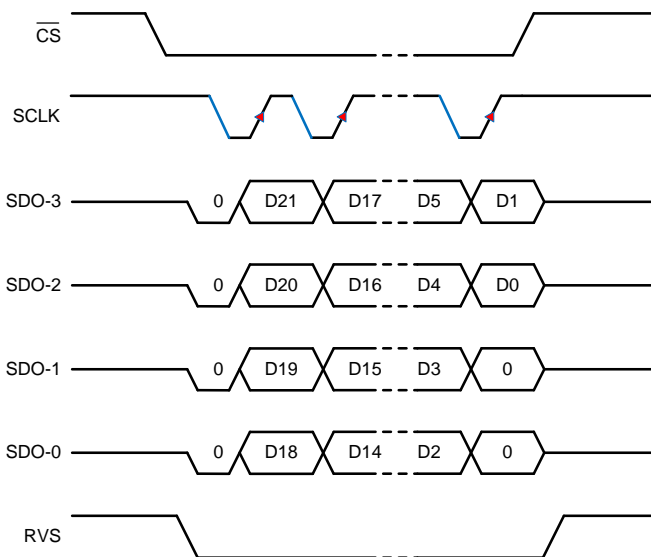 CS
SCLK
SDO-3 0 D21 D17 D5 D1
SDO-2 0 D20 D16 D4 D0
SDO-1 0 D19 D15 D3 0
SDO-0 0 D18 D14 D2 0
RVS